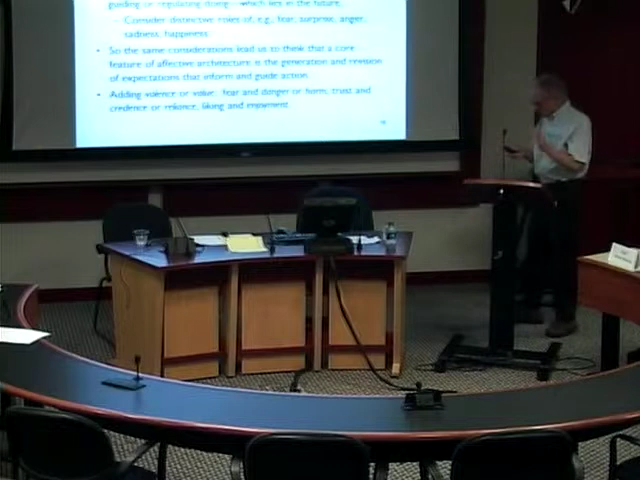 guiding or regulating doing – which lies in the future.
– Consider distinctive roles of, e.g., fear, surprise, anger,
sadness, happiness
• So the same considerations lead us to think that a core
feature of affective architecture is the generation and revision
of expectations that inform and guide action.
• Adding valence or value: fear and danger or harm, trust and
credence or reliance, liking and enjoyment.